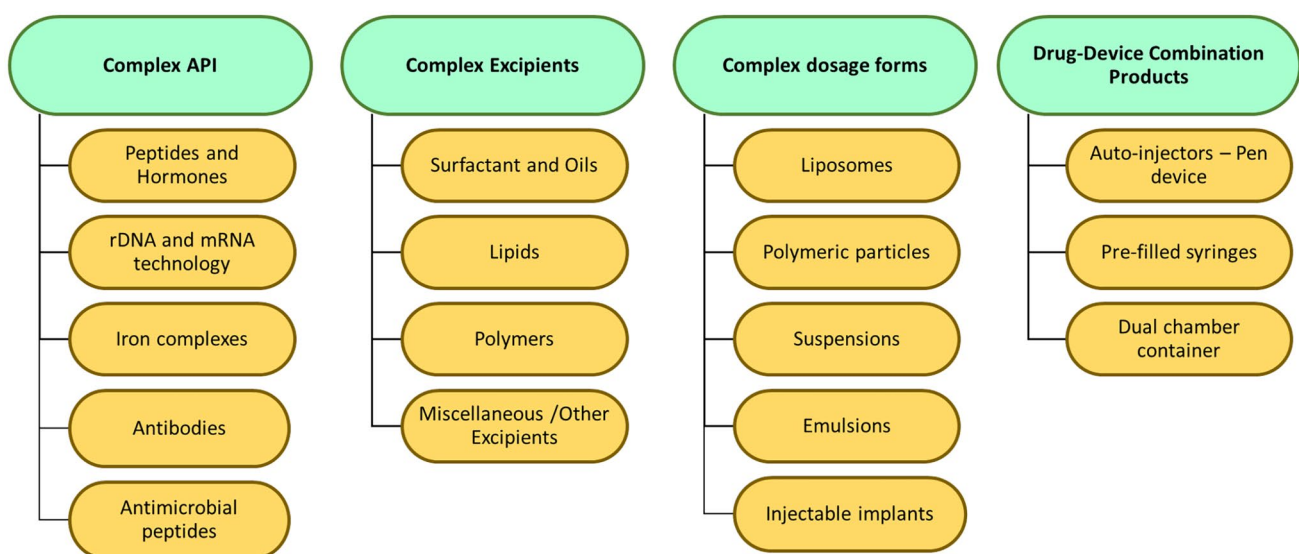 Complex API
Peptides and
Hormones
rDNA and mRNA
technology
Iron complexes
Antibodies
Antimicrobial
peptides
Complex Excipients
Surfactant and Oils
Lipids
Polymers
Miscellaneous /Other
Excipients
Complex dosage forms
Liposomes
Polymeric particles
Suspensions
Emulsions
Injectable implants
Drug-Device Combination
Products
Auto-injectors – Pen
device
Pre-filled syringes
Dual chamber
container